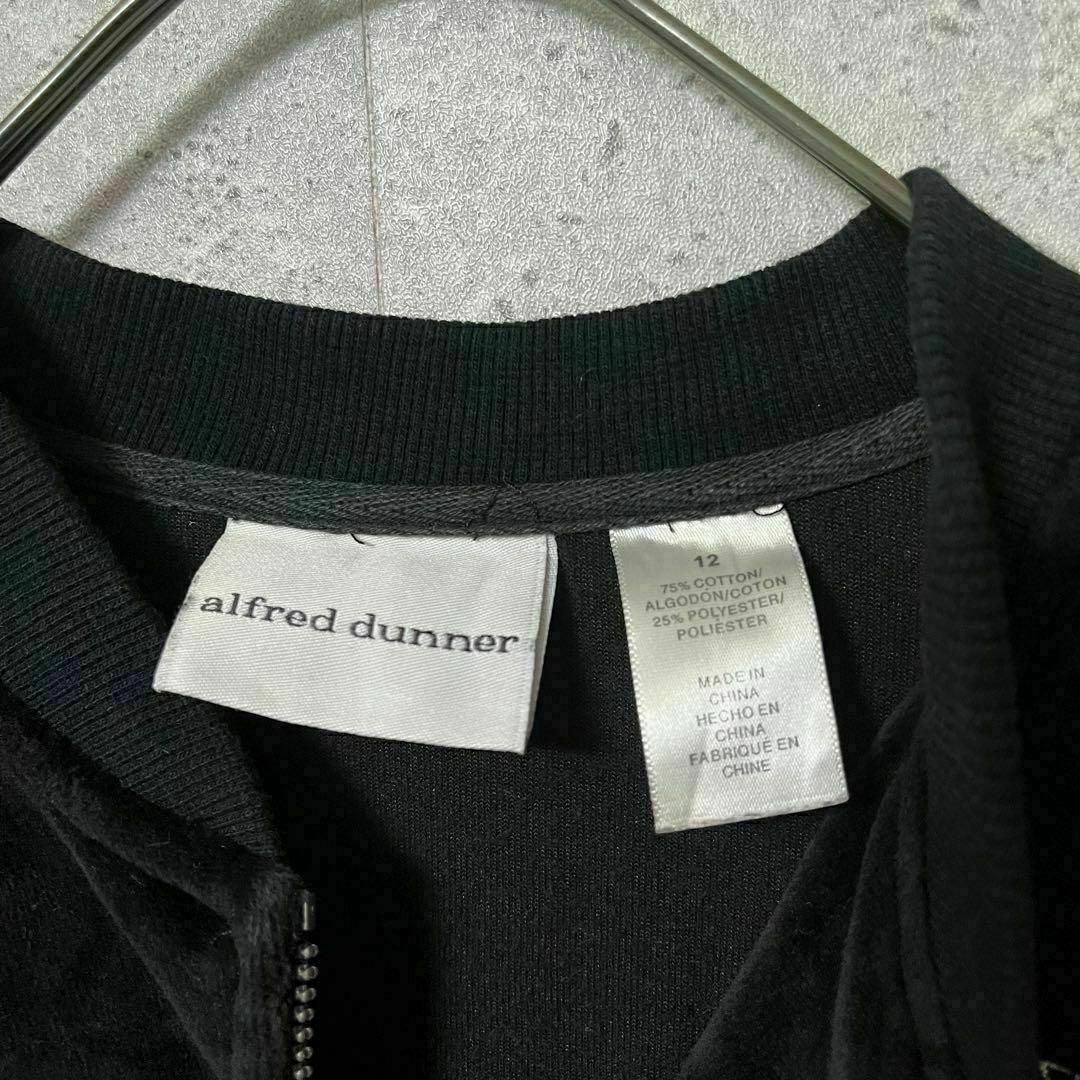 alfred dunner
12
75% COTTON/
ALGODÓN/COTON
25% POLYESTER/
POLIÉSTER
MADE IN
CHINA
HECHO EN
CHINA
FABRIQUÉ EN
CHINE